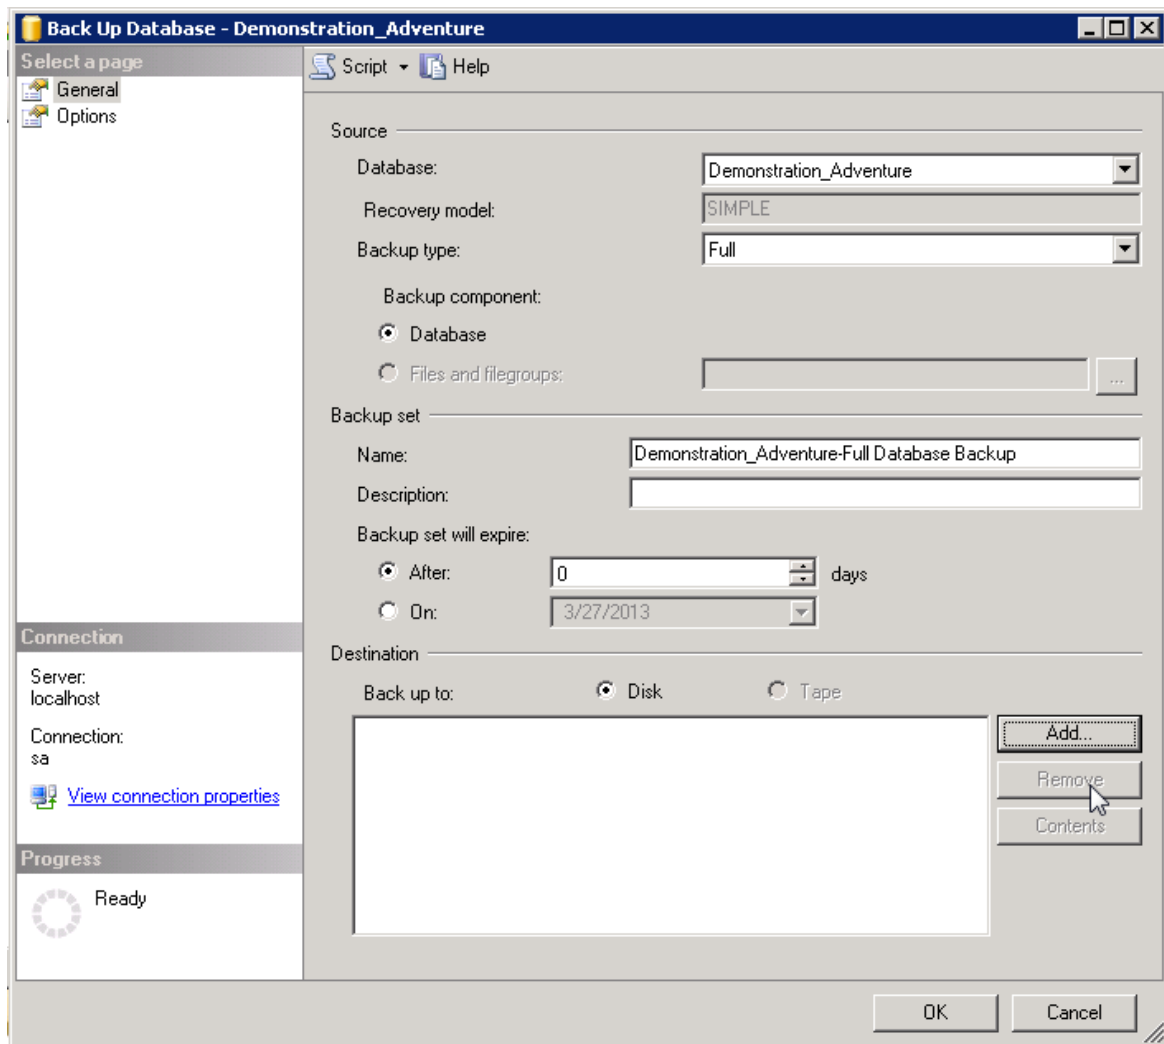 Back Up Database - Demonstration_Adventure
Select a page
General
Options
Script
Help
Source
Database:
Demonstration_Adventure
Recovery model:
SIMPLE
Backup type:
Full
Backup component:
Database
Files and filegroups:
...
Backup set
Name:
Demonstration_Adventure-Full Database Backup
Description:
Backup set will expire:
After:
0
days
On:
3/27/2013
Destination
Back up to:
Disk
Tape
Add...
Remove
Contents
Connection
Server:
localhost
Connection:
sa
View connection properties
Progress
Ready
OK
Cancel